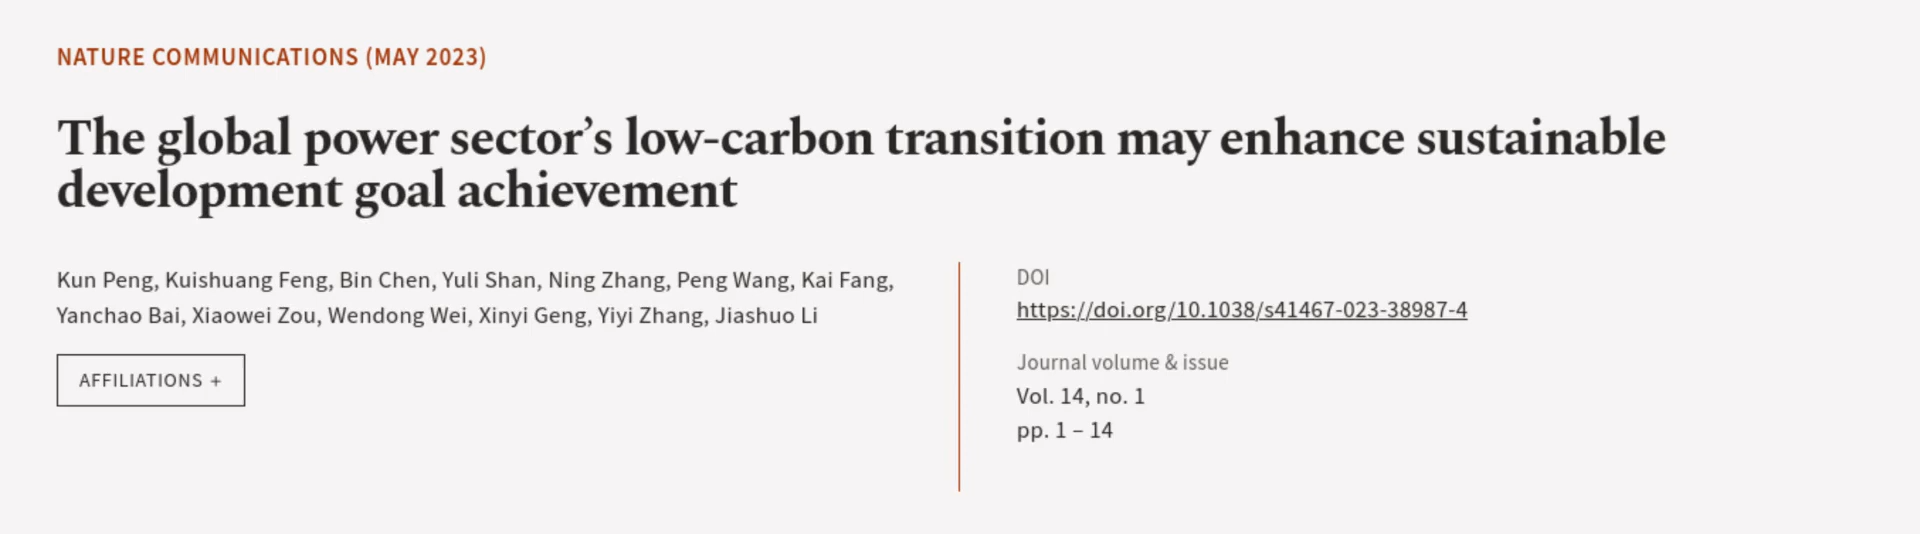 NATURE COMMUNICATIONS (MAY 2023)
The global power sector’s low-carbon transition may enhance sustainable
development goal achievement
Kun Peng, Kuishuang Feng, Bin Chen, Yuli Shan, Ning Zhang, Peng Wang, Kai Fang,
Yanchao Bai, Xiaowei Zou, Wendong Wei, Xinyi Geng, Yiyi Zhang, Jiashuo Li
AFFILIATIONS +
DOI
https://doi.org/10.1038/s41467-023-38987-4
Journal volume & issue
Vol. 14, no. 1
pp. 1 – 14